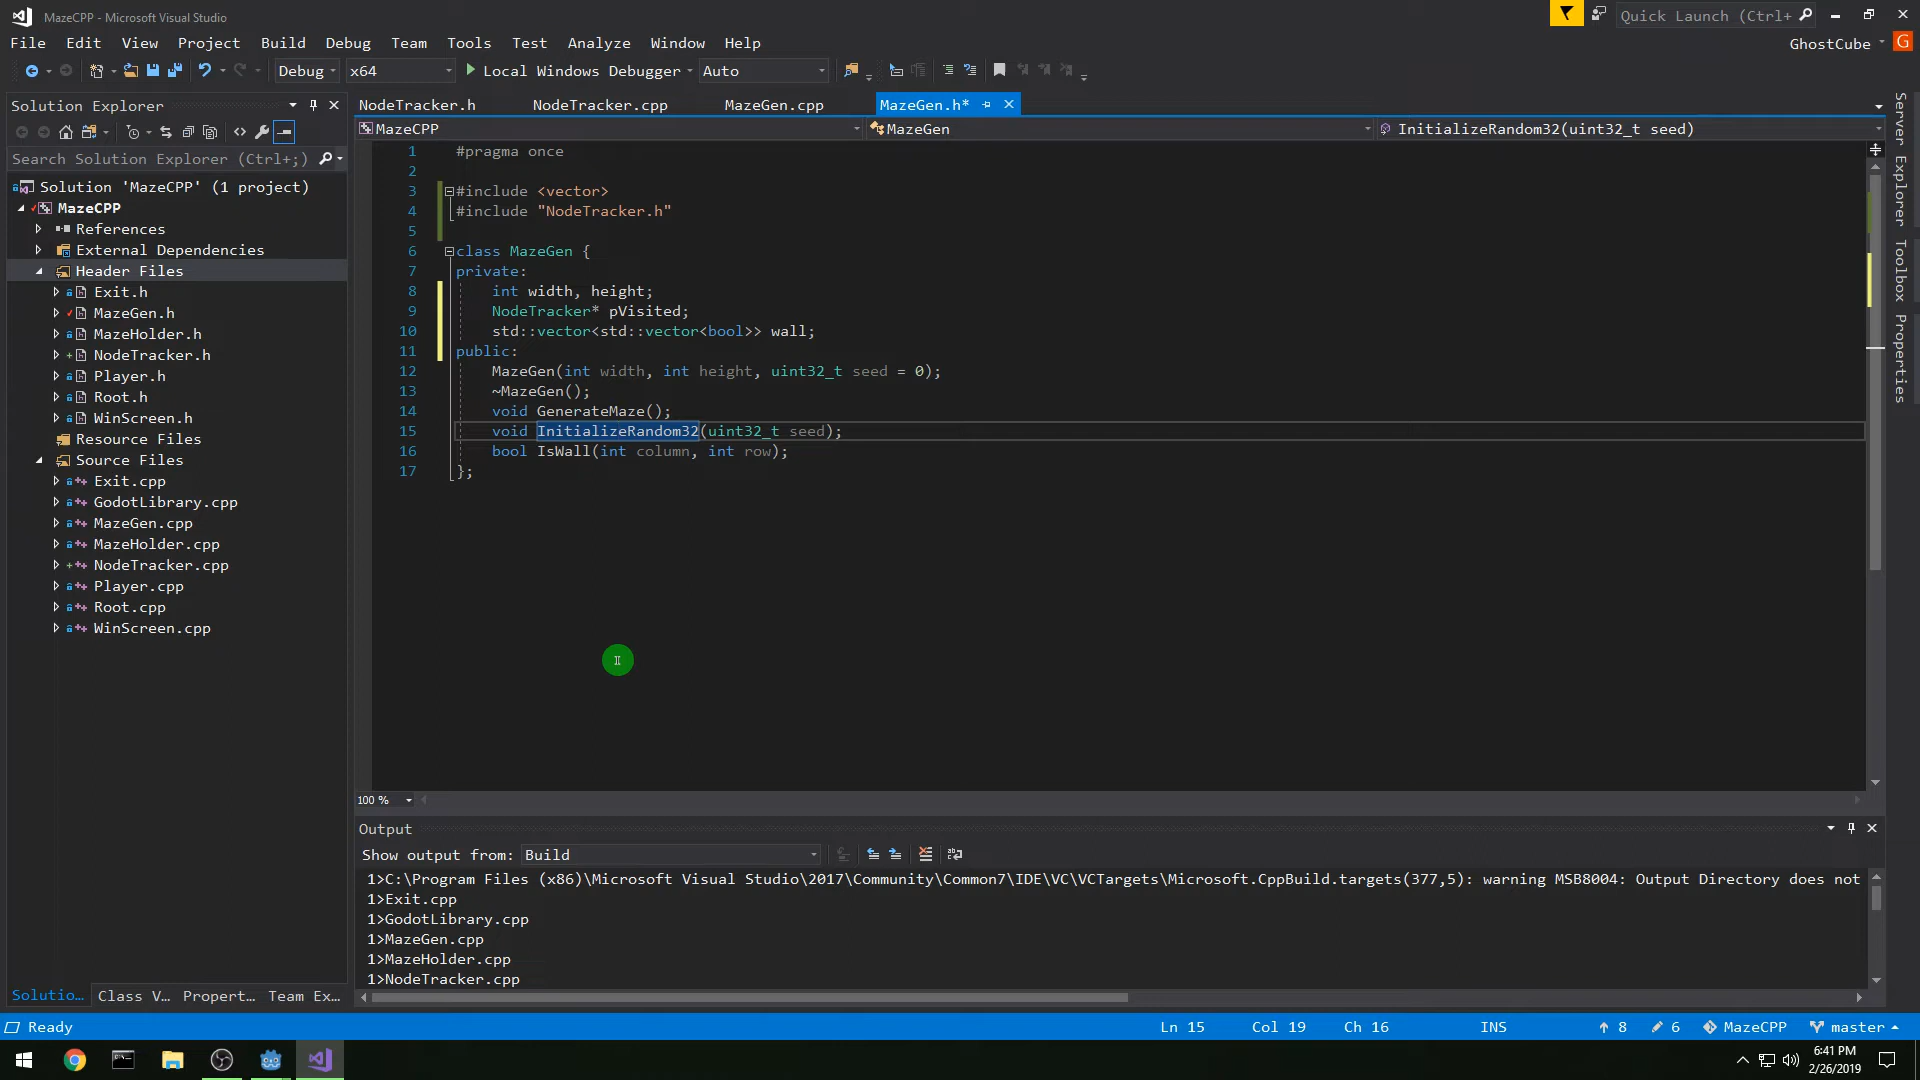 MazeCPP - Microsoft Visual Studio
Quick Launch (Ctrl+
File Edit View Project Build Debug Team Tools Test Analyze Window Help
GhostCube
G
Debug x64 Local Windows Debugger Auto
Solution Explorer
NodeTracker.h NodeTracker.cpp MazeGen.cpp MazeGen.h*
MazeCPP MazeGen InitializeRandom32(uint32_t seed)
Search Solution Explorer (Ctrl+;)
Solution 'MazeCPP' (1 project)
MazeCPP
References
External Dependencies
Header Files
Exit.h
MazeGen.h
MazeHolder.h
NodeTracker.h
Player.h
Root.h
WinScreen.h
Resource Files
Source Files
Exit.cpp
GodotLibrary.cpp
MazeGen.cpp
MazeHolder.cpp
NodeTracker.cpp
Player.cpp
Root.cpp
WinScreen.cpp
Solutio... Class V... Propert... Team Ex...
1 #pragma once
2
3 #include <vector>
4 #include "NodeTracker.h"
5
6 class MazeGen {
7 private:
8 int width, height;
9 NodeTracker* pVisited;
10 std::vector<std::vector<bool>> wall;
11 public:
12 MazeGen(int width, int height, uint32_t seed = 0);
13 ~MazeGen();
14 void GenerateMaze();
15 void InitializeRandom32(uint32_t seed);
16 bool IsWall(int column, int row);
17 };
Server Explorer
Toolbox
Properties
100 %
Output
Show output from: Build
1>C:\Program Files (x86)\Microsoft Visual Studio\2017\Community\Common7\IDE\VC\VCTargets\Microsoft.CppBuild.targets(377,5): warning MSB8004: Output Directory does not
1>Exit.cpp
1>GodotLibrary.cpp
1>MazeGen.cpp
1>MazeHolder.cpp
1>NodeTracker.cpp
Ready Ln 15 Col 19 Ch 16 INS 8 6 MazeCPP master
6:41 PM
2/26/2019